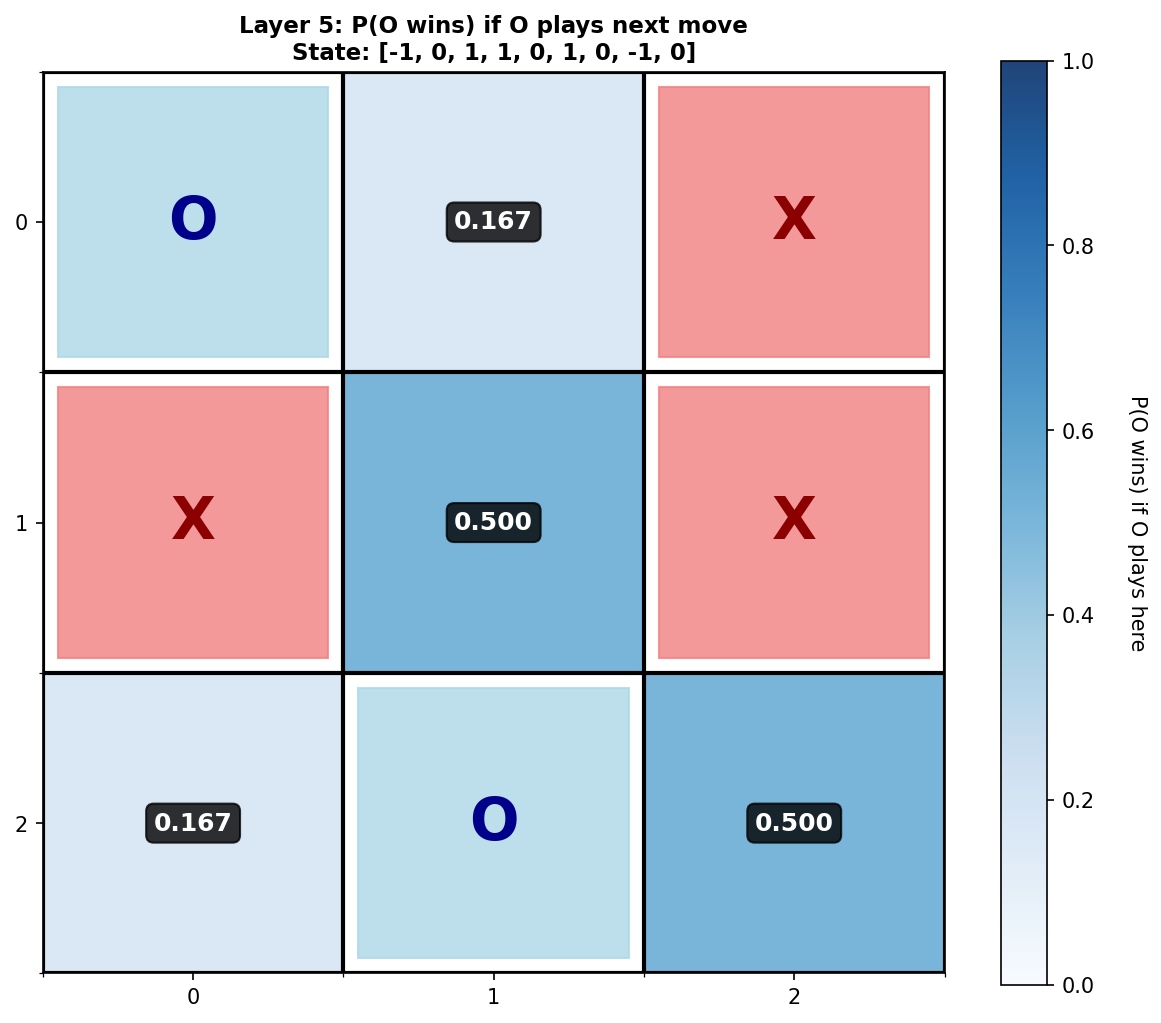 Layer 5: P(O wins) if O plays next move
State: [-1, 0, 1, 1, 0, 1, 0, -1, 0]
O
0.167
X
X
0.500
X
0.167
O
0.500
0
1
2
0
1
2
1.0
0.8
0.6
0.4
0.2
0.0
P(O wins) if O plays here